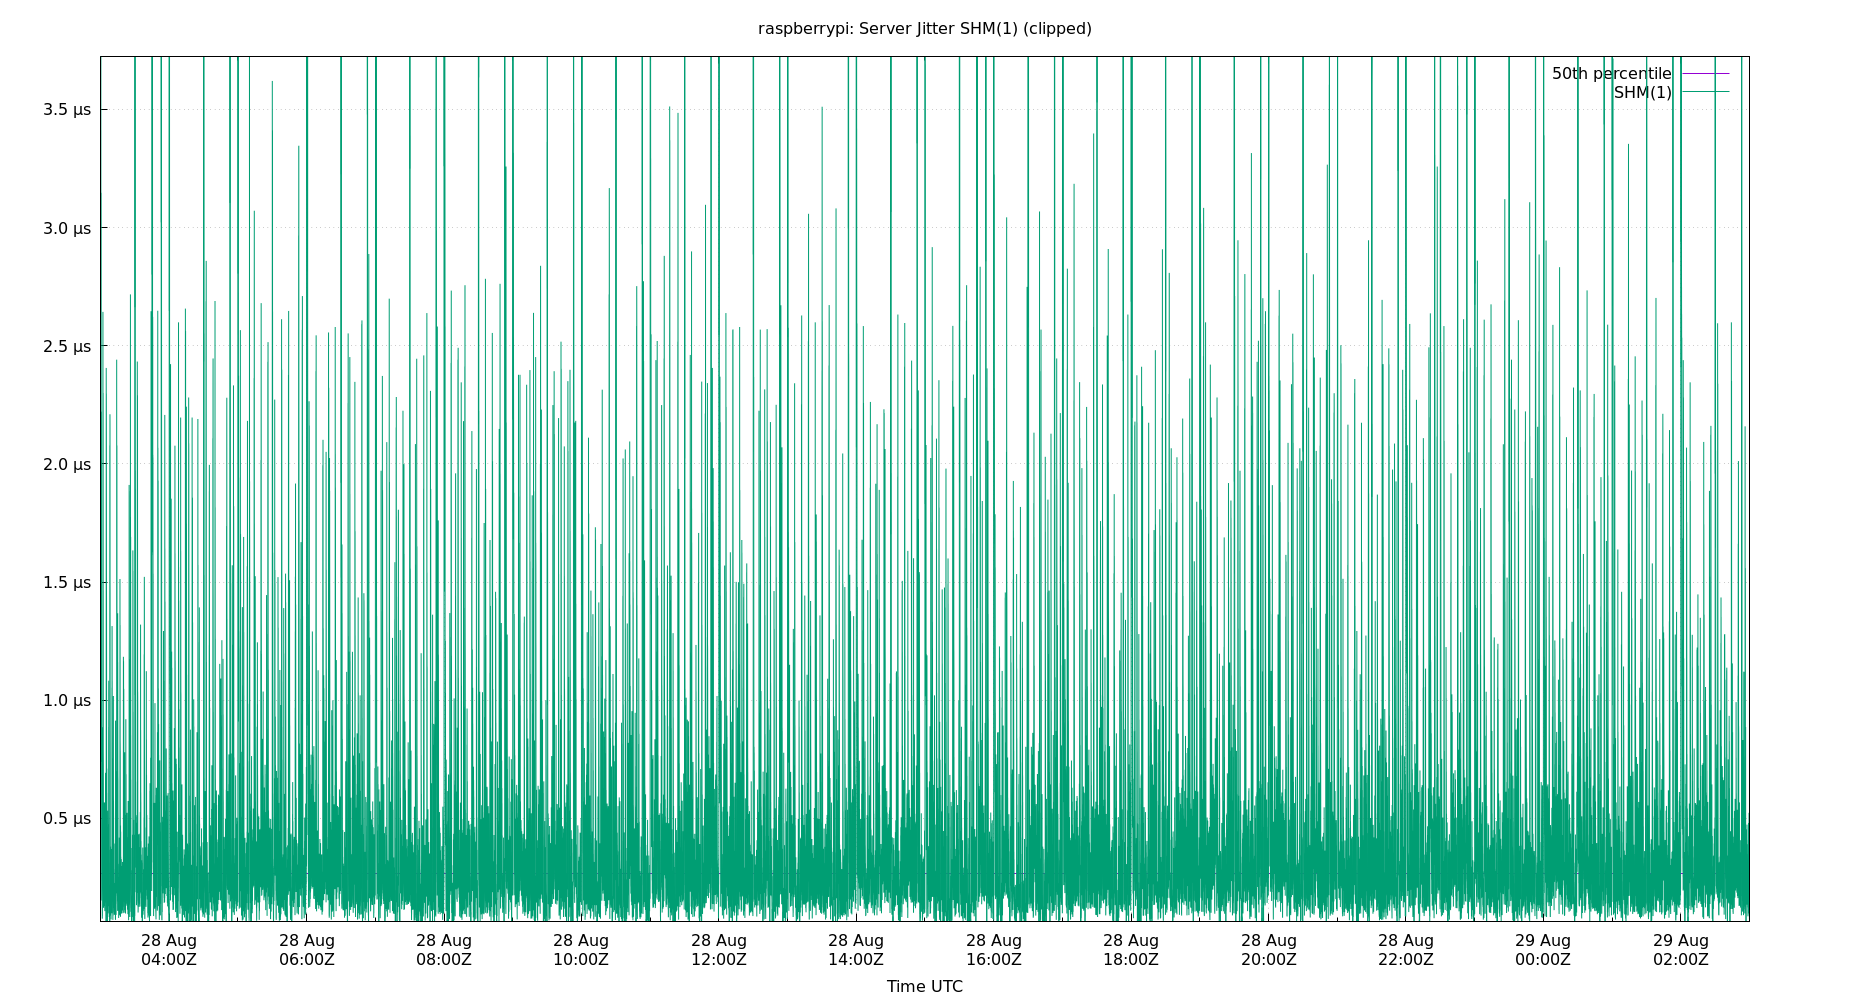 raspberrypi: Server Jitter SHM(1) (clipped)
50th percentile
SHM(1)
3.5 µs
3.0 µs
2.5 µs
2.0 µs
1.5 µs
1.0 µs
0.5 µs
28 Aug 28 Aug 28 Aug 28 Aug 28 Aug 28 Aug 28 Aug 28 Aug 28 Aug 28 Aug 29 Aug 29 Aug
04:00Z 06:00Z 08:00Z 10:00Z 12:00Z 14:00Z 16:00Z 18:00Z 20:00Z 22:00Z 00:00Z 02:00Z
Time UTC